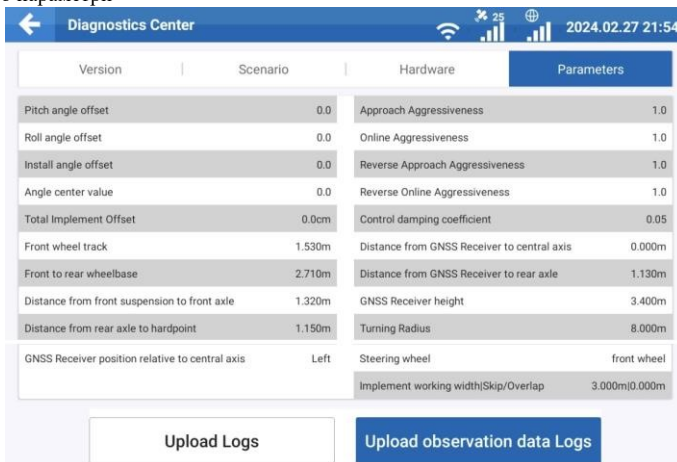 Diagnostics Center
25
2024.02.27 21:54
Version
Scenario
Hardware
Parameters
Pitch angle offset 0.0
Roll angle offset 0.0
Install angle offset 0.0
Angle center value 0.0
Total Implement Offset 0.0cm
Front wheel track 1.530m
Front to rear wheelbase 2.710m
Distance from front suspension to front axle 1.320m
Distance from rear axle to hardpoint 1.150m
GNSS Receiver position relative to central axis Left
Approach Aggressiveness 1.0
Online Aggressiveness 1.0
Reverse Approach Aggressiveness 1.0
Reverse Online Aggressiveness 1.0
Control damping coefficient 0.05
Distance from GNSS Receiver to central axis 0.000m
Distance from GNSS Receiver to rear axle 1.130m
GNSS Receiver height 3.400m
Turning Radius 8.000m
Steering wheel front wheel
Implement working width|Skip/Overlap 3.000m|0.000m
Upload Logs
Upload observation data Logs